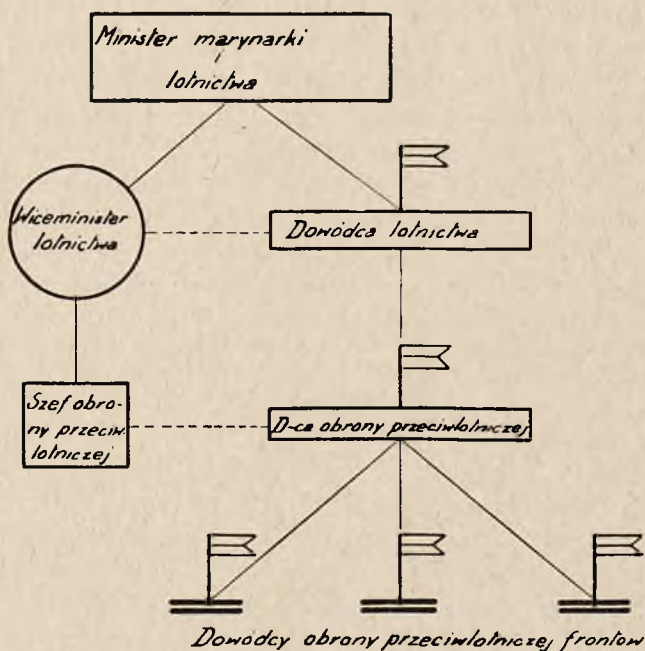 Minister marynarki
i
lotnictwa
Wiceminister
lotnictwa
Dowódca lotnictwa
Szef obro-
ny przeciw.
lotniczej
D-ca obrony przeciwlotniczej
Dowódcy obrony przeciwlotniczej frontów